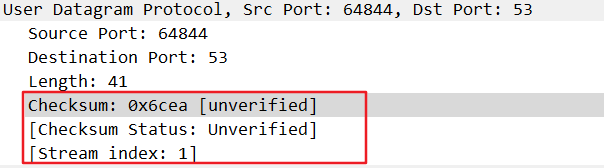 User Datagram Protocol, Src Port: 64844, Dst Port: 53
Source Port: 64844
Destination Port: 53
Length: 41
Checksum: 0x6cea [unverified]
[Checksum Status: Unverified]
[Stream index: 1]